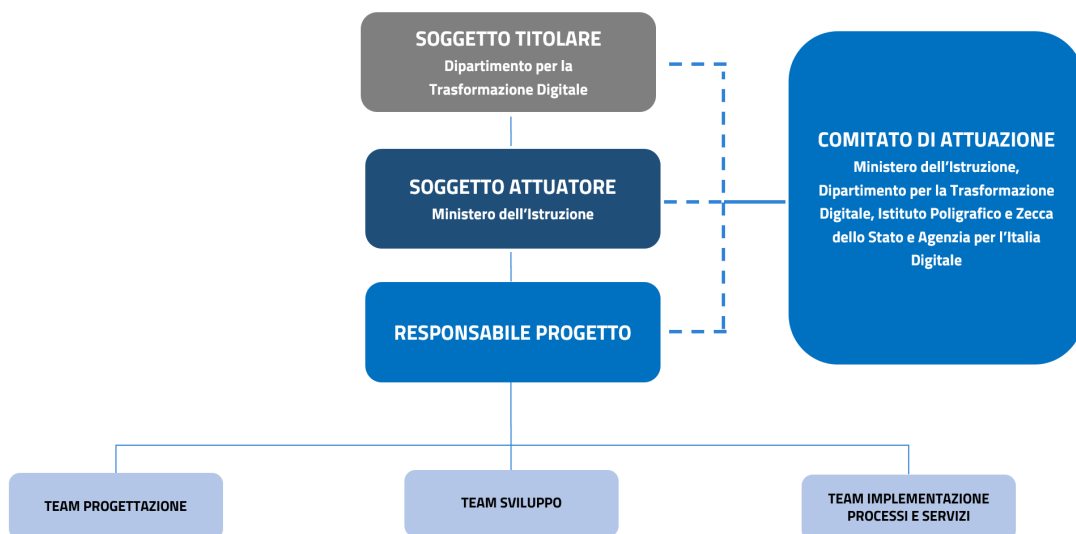 SOGGETTO TITOLARE
Dipartimento per la
Trasformazione Digitale
SOGGETTO ATTUATORE
Ministero dell'Istruzione
RESPONSABILE PROGETTO
COMITATO DI ATTUAZIONE
Ministero dell'Istruzione,
Dipartimento per la Trasformazione
Digitale, Istituto Poligrafico e Zecca
dello Stato e Agenzia per l'Italia
Digitale
TEAM PROGETTAZIONE
TEAM SVILUPPO
TEAM IMPLEMENTAZIONE
PROCESSI E SERVIZI